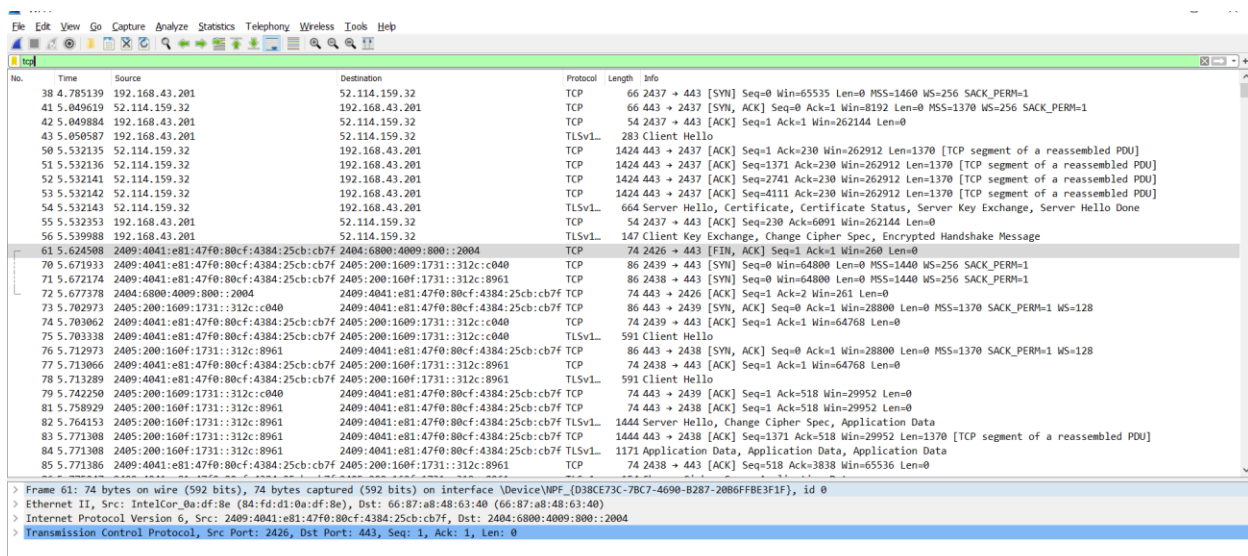 File Edit View Go Capture Analyze Statistics Telephony Wireless Tools Help
tcp
No. Time Source Destination Protocol Length Info
38 4.785139 192.168.43.201 52.114.159.32 TCP 66 2437 → 443 [SYN] Seq=0 Win=65535 Len=0 MSS=1460 WS=256 SACK_PERM=1
41 5.049619 52.114.159.32 192.168.43.201 TCP 66 443 → 2437 [SYN, ACK] Seq=0 Ack=1 Win=8192 Len=0 MSS=1370 WS=256 SACK_PERM=1
42 5.049884 192.168.43.201 52.114.159.32 TCP 54 2437 → 443 [ACK] Seq=1 Ack=1 Win=262144 Len=0
43 5.050587 192.168.43.201 52.114.159.32 TLSv1… 283 Client Hello
50 5.532135 52.114.159.32 192.168.43.201 TCP 1424 443 → 2437 [ACK] Seq=1 Ack=230 Win=262912 Len=1370 [TCP segment of a reassembled PDU]
51 5.532136 52.114.159.32 192.168.43.201 TCP 1424 443 → 2437 [ACK] Seq=1371 Ack=230 Win=262912 Len=1370 [TCP segment of a reassembled PDU]
52 5.532141 52.114.159.32 192.168.43.201 TCP 1424 443 → 2437 [ACK] Seq=2741 Ack=230 Win=262912 Len=1370 [TCP segment of a reassembled PDU]
53 5.532142 52.114.159.32 192.168.43.201 TCP 1424 443 → 2437 [ACK] Seq=4111 Ack=230 Win=262912 Len=1370 [TCP segment of a reassembled PDU]
54 5.532143 52.114.159.32 192.168.43.201 TLSv1… 664 Server Hello, Certificate, Certificate Status, Server Key Exchange, Server Hello Done
55 5.532353 192.168.43.201 52.114.159.32 TCP 54 2437 → 443 [ACK] Seq=230 Ack=6091 Win=262144 Len=0
56 5.539988 192.168.43.201 52.114.159.32 TLSv1… 147 Client Key Exchange, Change Cipher Spec, Encrypted Handshake Message
61 5.624508 2409:4041:e81:47f0:80cf:4384:25cb:cb7f 2404:6800:4009:800::2004 TCP 74 2426 → 443 [FIN, ACK] Seq=1 Ack=1 Win=260 Len=0
70 5.671933 2409:4041:e81:47f0:80cf:4384:25cb:cb7f 2405:200:1609:1731::312c:c040 TCP 86 2439 → 443 [SYN] Seq=0 Win=64800 Len=0 MSS=1440 WS=256 SACK_PERM=1
71 5.672174 2409:4041:e81:47f0:80cf:4384:25cb:cb7f 2405:200:160f:1731::312c:8961 TCP 86 2438 → 443 [SYN] Seq=0 Win=64800 Len=0 MSS=1440 WS=256 SACK_PERM=1
72 5.677378 2404:6800:4009:800::2004 2409:4041:e81:47f0:80cf:4384:25cb:cb7f TCP 74 443 → 2426 [ACK] Seq=1 Ack=2 Win=261 Len=0
73 5.702973 2405:200:1609:1731::312c:c040 2409:4041:e81:47f0:80cf:4384:25cb:cb7f TCP 86 443 → 2439 [SYN, ACK] Seq=0 Ack=1 Win=28800 Len=0 MSS=1370 SACK_PERM=1 WS=128
74 5.703062 2409:4041:e81:47f0:80cf:4384:25cb:cb7f 2405:200:1609:1731::312c:c040 TCP 74 2439 → 443 [ACK] Seq=1 Ack=1 Win=64768 Len=0
75 5.703338 2409:4041:e81:47f0:80cf:4384:25cb:cb7f 2405:200:1609:1731::312c:c040 TLSv1… 591 Client Hello
76 5.712973 2405:200:160f:1731::312c:8961 2409:4041:e81:47f0:80cf:4384:25cb:cb7f TCP 86 443 → 2438 [SYN, ACK] Seq=0 Ack=1 Win=28800 Len=0 MSS=1370 SACK_PERM=1 WS=128
77 5.713066 2409:4041:e81:47f0:80cf:4384:25cb:cb7f 2405:200:160f:1731::312c:8961 TCP 74 2438 → 443 [ACK] Seq=1 Ack=1 Win=64768 Len=0
78 5.713289 2409:4041:e81:47f0:80cf:4384:25cb:cb7f 2405:200:160f:1731::312c:8961 TLSv1… 591 Client Hello
79 5.742250 2405:200:1609:1731::312c:c040 2409:4041:e81:47f0:80cf:4384:25cb:cb7f TCP 74 443 → 2439 [ACK] Seq=1 Ack=518 Win=29952 Len=0
81 5.758929 2405:200:160f:1731::312c:8961 2409:4041:e81:47f0:80cf:4384:25cb:cb7f TCP 74 443 → 2438 [ACK] Seq=1 Ack=518 Win=29952 Len=0
82 5.764153 2405:200:160f:1731::312c:8961 2409:4041:e81:47f0:80cf:4384:25cb:cb7f TLSv1… 1444 Server Hello, Change Cipher Spec, Application Data
83 5.771308 2405:200:160f:1731::312c:8961 2409:4041:e81:47f0:80cf:4384:25cb:cb7f TCP 1444 443 → 2438 [ACK] Seq=1371 Ack=518 Win=29952 Len=1370 [TCP segment of a reassembled PDU]
84 5.771308 2405:200:160f:1731::312c:8961 2409:4041:e81:47f0:80cf:4384:25cb:cb7f TLSv1… 1171 Application Data, Application Data, Application Data
85 5.771386 2409:4041:e81:47f0:80cf:4384:25cb:cb7f 2405:200:160f:1731::312c:8961 TCP 74 2438 → 443 [ACK] Seq=518 Ack=3838 Win=65536 Len=0
> Frame 61: 74 bytes on wire (592 bits), 74 bytes captured (592 bits) on interface \Device\NPF_{D38CE73C-7BC7-4690-B287-20B6FFBE3F1F}, id 0
> Ethernet II, Src: IntelCor_0a:df:8e (84:fd:d1:0a:df:8e), Dst: 66:87:a8:48:63:40 (66:87:a8:48:63:40)
> Internet Protocol Version 6, Src: 2409:4041:e81:47f0:80cf:4384:25cb:cb7f, Dst: 2404:6800:4009:800::2004
> Transmission Control Protocol, Src Port: 2426, Dst Port: 443, Seq: 1, Ack: 1, Len: 0